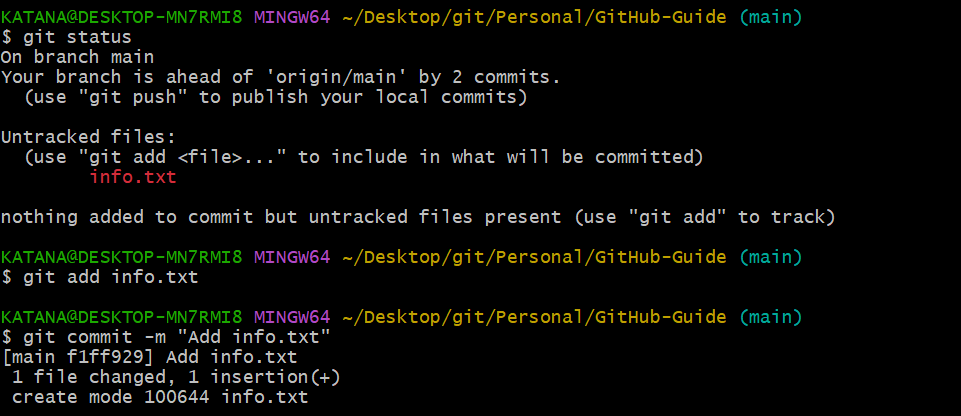 KATANA@DESKTOP-MN7RMI8 MINGW64 ~/Desktop/git/Personal/GitHub-Guide (main)
$ git status
On branch main
Your branch is ahead of 'origin/main' by 2 commits.
  (use "git push" to publish your local commits)

Untracked files:
  (use "git add <file>..." to include in what will be committed)
        info.txt

nothing added to commit but untracked files present (use "git add" to track)

KATANA@DESKTOP-MN7RMI8 MINGW64 ~/Desktop/git/Personal/GitHub-Guide (main)
$ git add info.txt

KATANA@DESKTOP-MN7RMI8 MINGW64 ~/Desktop/git/Personal/GitHub-Guide (main)
$ git commit -m "Add info.txt"
[main f1ff929] Add info.txt
 1 file changed, 1 insertion(+)
 create mode 100644 info.txt